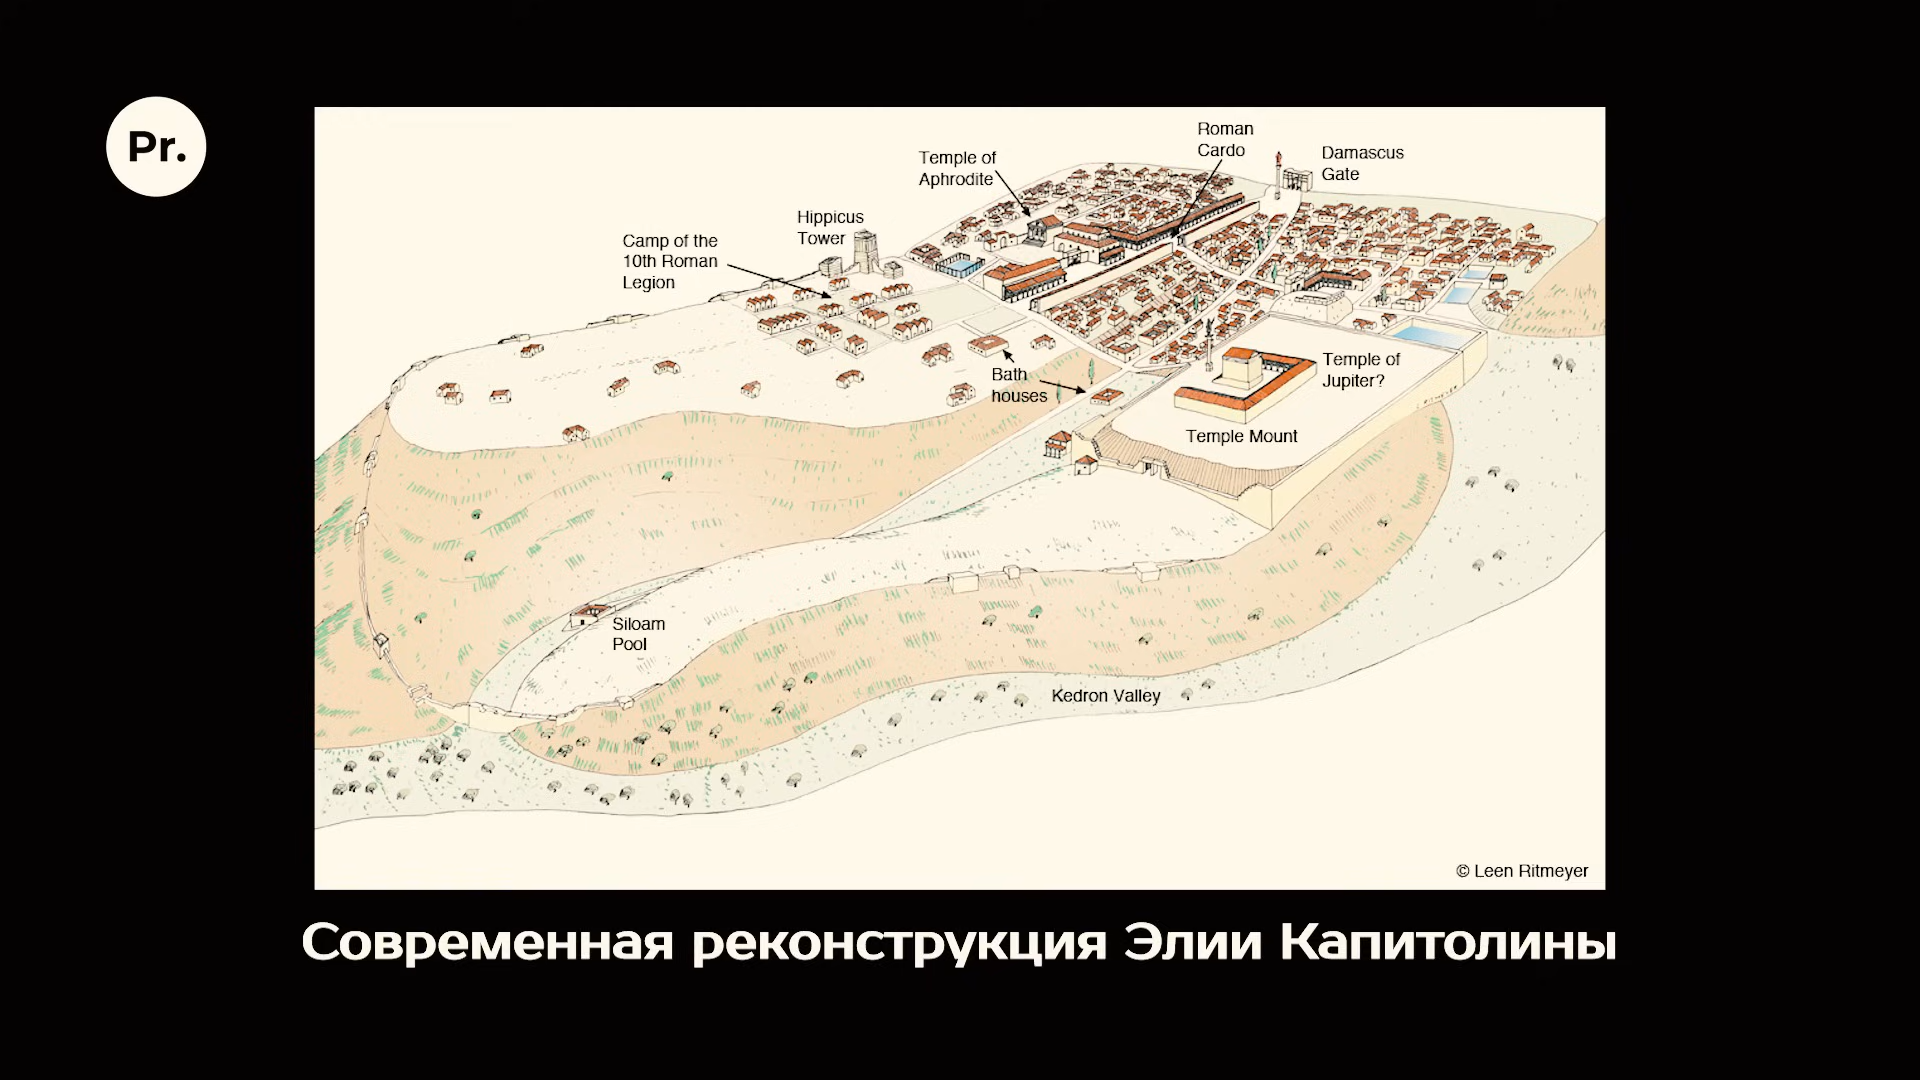 Pr.
Roman
Cardo
Damascus
Gate
Temple of
Aphrodite
Hippicus
Tower
Camp of the
10th Roman
Legion
Bath
houses
Temple of
Jupiter?
Temple Mount
Siloam
Pool
Kedron Valley
© Leen Ritmeyer
Современная реконструкция Элии Капитолины